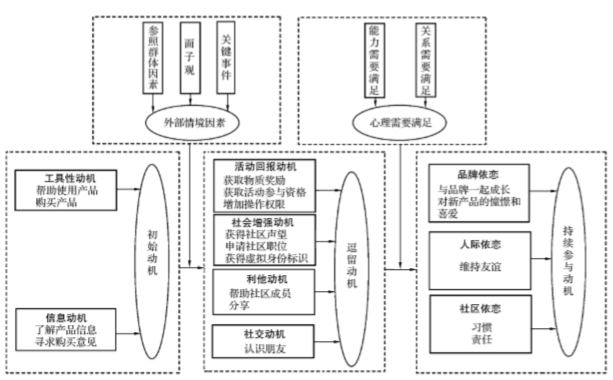 参照群体因素
面子观
关键事件
外部情境因素
能力需要满足
关系需要满足
心理需要满足
工具性动机
帮助使用产品
购买产品
信息动机
了解产品信息
寻求购买意见
初始动机
活动回报动机
获取物质奖励
获取活动参与资格
增加操作权限
社会增强动机
获得社区声望
申请社区职位
获得虚拟身份标识
利他动机
帮助社区成员
分享
社交动机
认识朋友
逗留动机
品牌依恋
与品牌一起成长
对新产品的憧憬和
喜爱
人际依恋
维持友谊
社区依恋
习惯
责任
持续参与动机